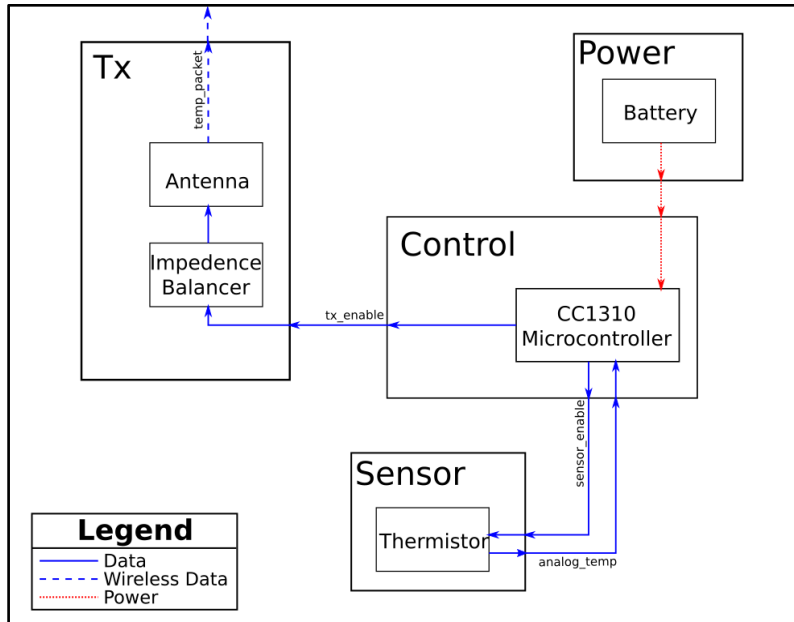 Tx
temp_packet
Antenna
Impedence
Balancer
Power
Battery
Control
CC1310
Microcontroller
tx_enable
sensor_enable
analog_temp
Sensor
Thermistor
Legend
Data
Wireless Data
Power